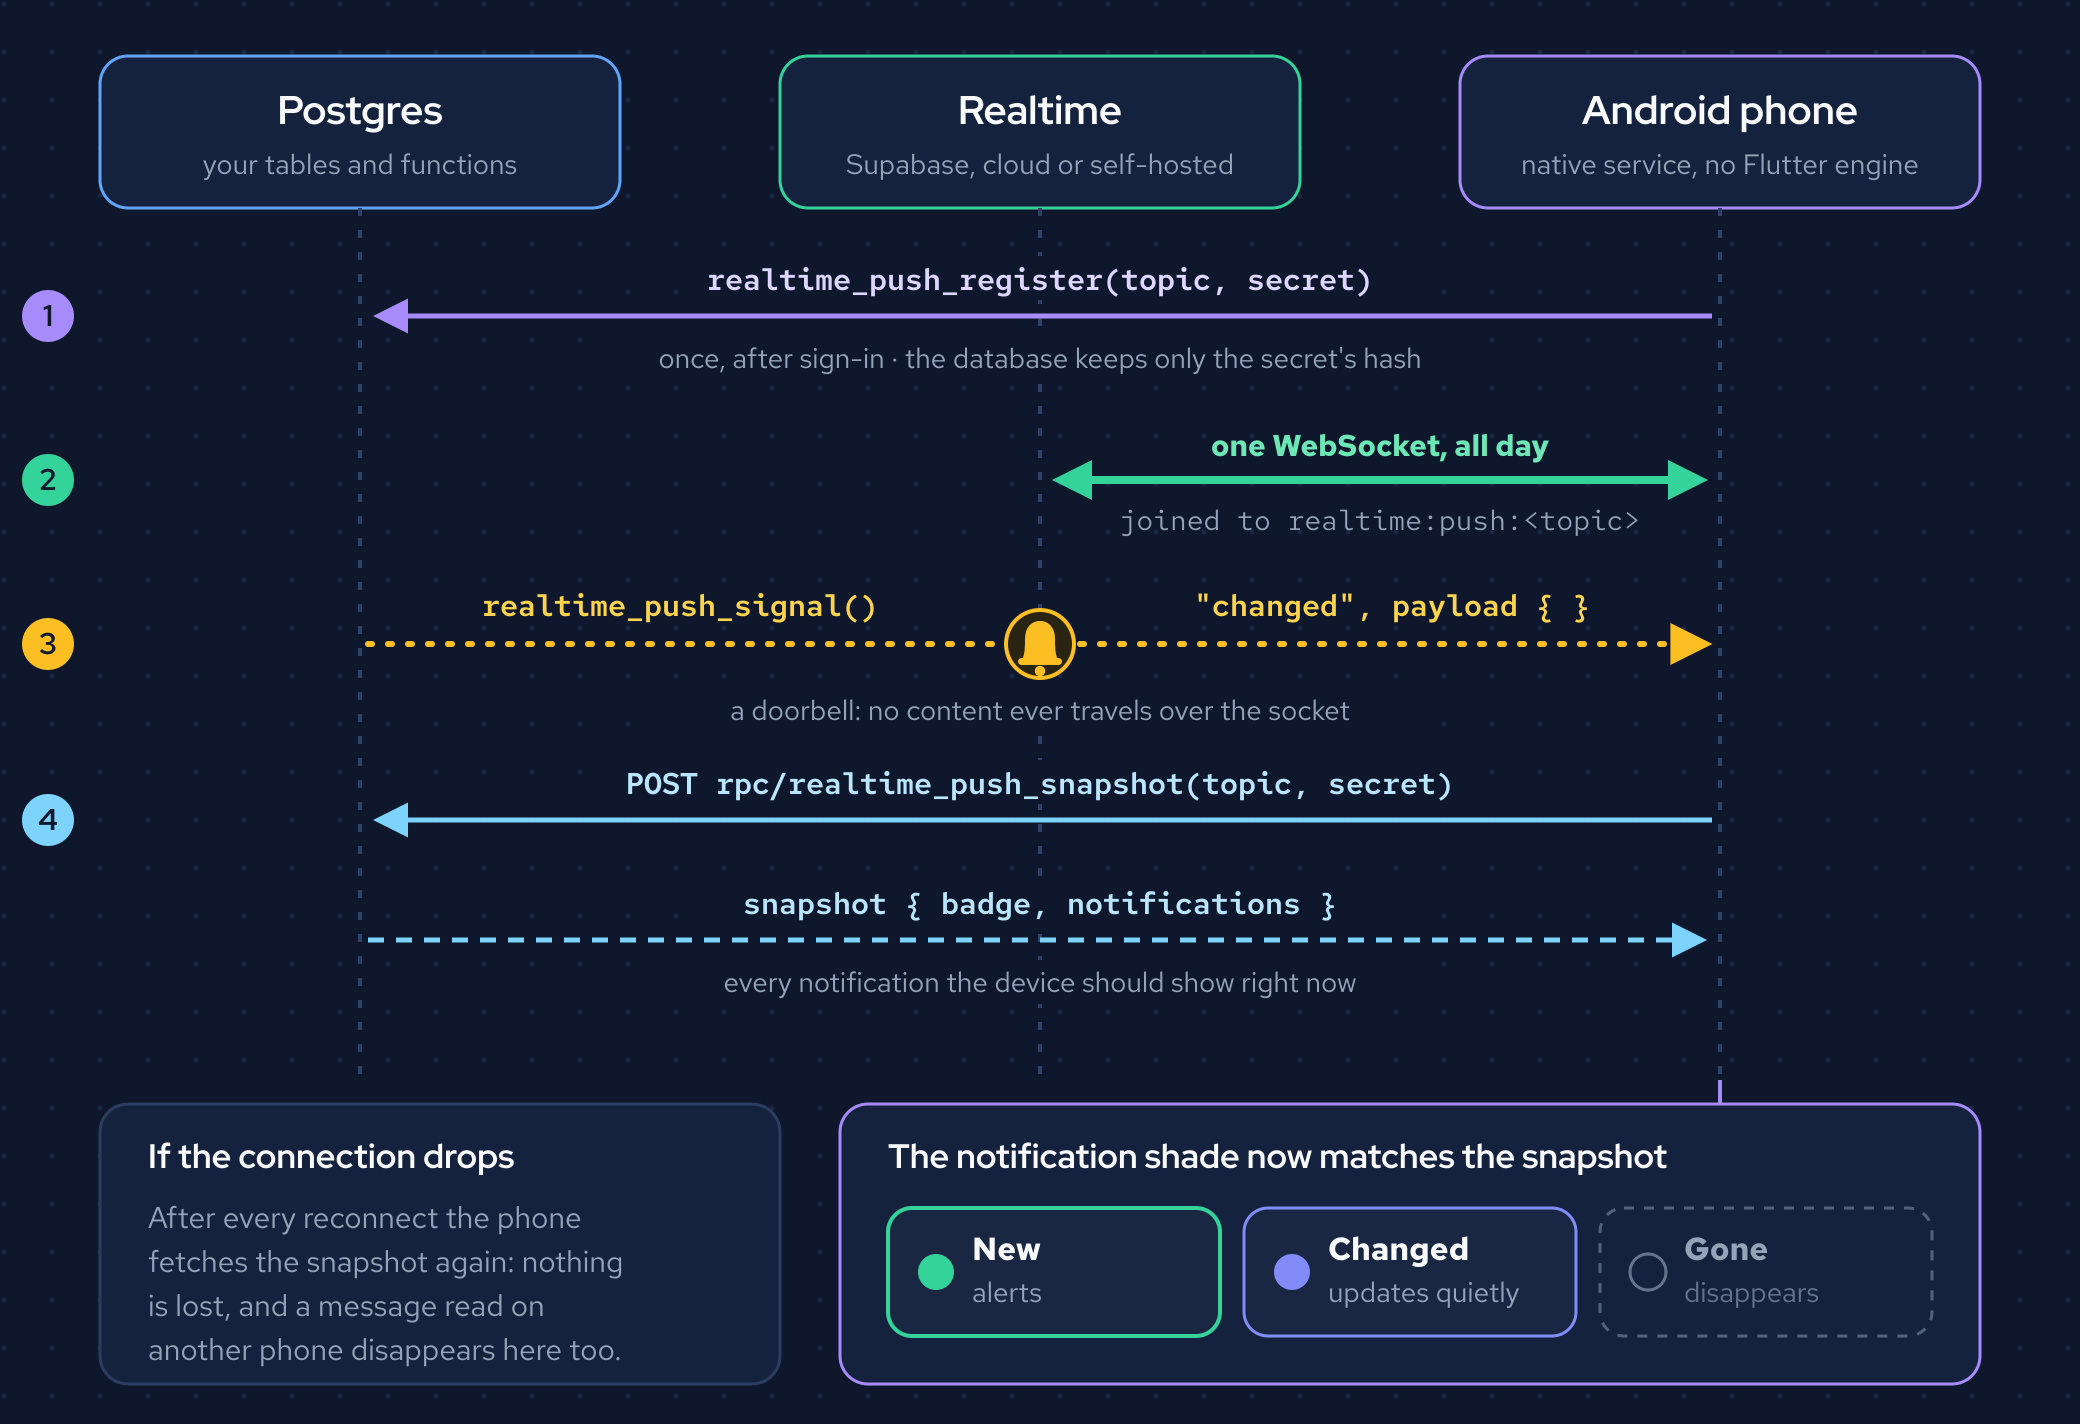 Postgres
your tables and functions
Realtime
Supabase, cloud or self-hosted
Android phone
native service, no Flutter engine
1
realtime_push_register(topic, secret)
once, after sign-in · the database keeps only the secret's hash
2
one WebSocket, all day
joined to realtime:push:<topic>
3
realtime_push_signal()
"changed", payload { }
a doorbell: no content ever travels over the socket
4
POST rpc/realtime_push_snapshot(topic, secret)
snapshot { badge, notifications }
every notification the device should show right now
If the connection drops
After every reconnect the phone
fetches the snapshot again: nothing
is lost, and a message read on
another phone disappears here too.
The notification shade now matches the snapshot
New
alerts
Changed
updates quietly
Gone
disappears